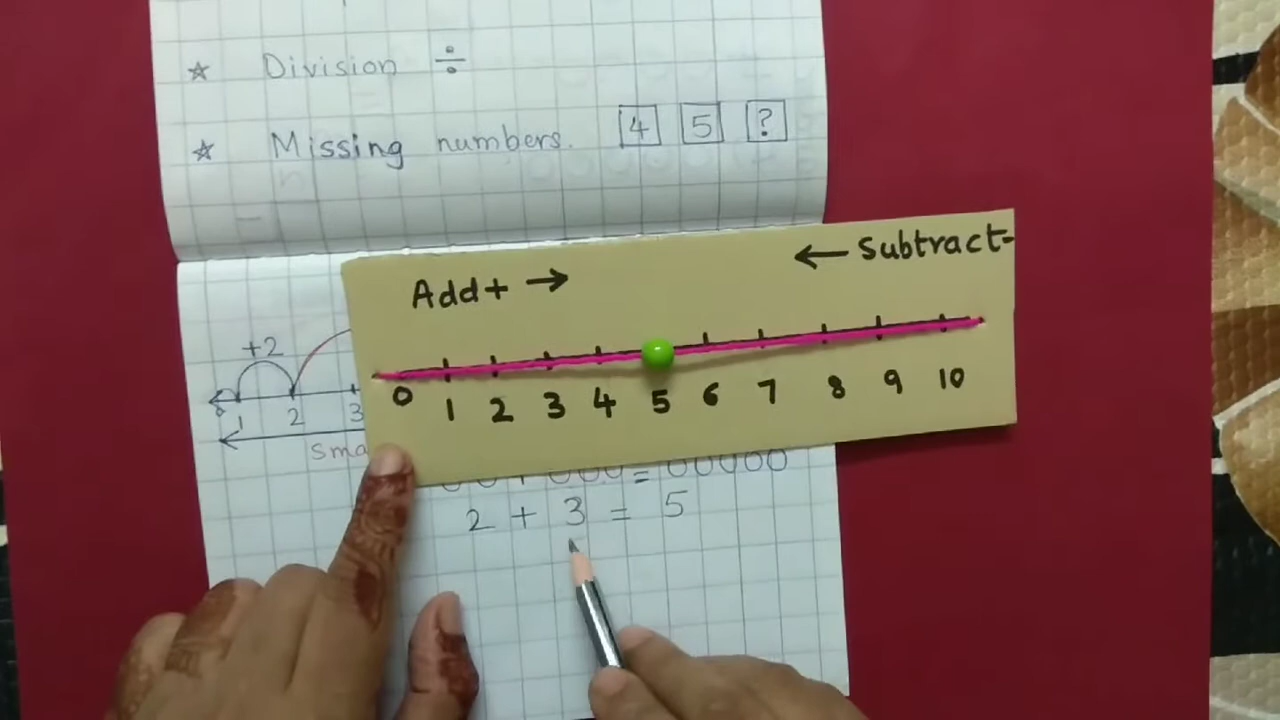 ☆ Division ÷
☆ Missing numbers. 4 5 ?
Add+ → ← Subtract-
0 1 2 3 4 5 6 7 8 9 10
+2
0 1 2 3
2 + 3 = 5